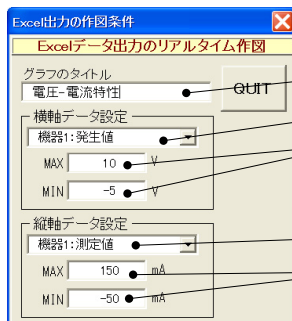 Excel出力の作図条件
Excelデータ出力のリアルタイム作図
グラフのタイトル
電圧-電流特性
QUIT
横軸データ設定
機器1:発生値
MAX 10 V
MIN -5 V
縦軸データ設定
機器1:測定値
MAX 150 mA
MIN -50 mA